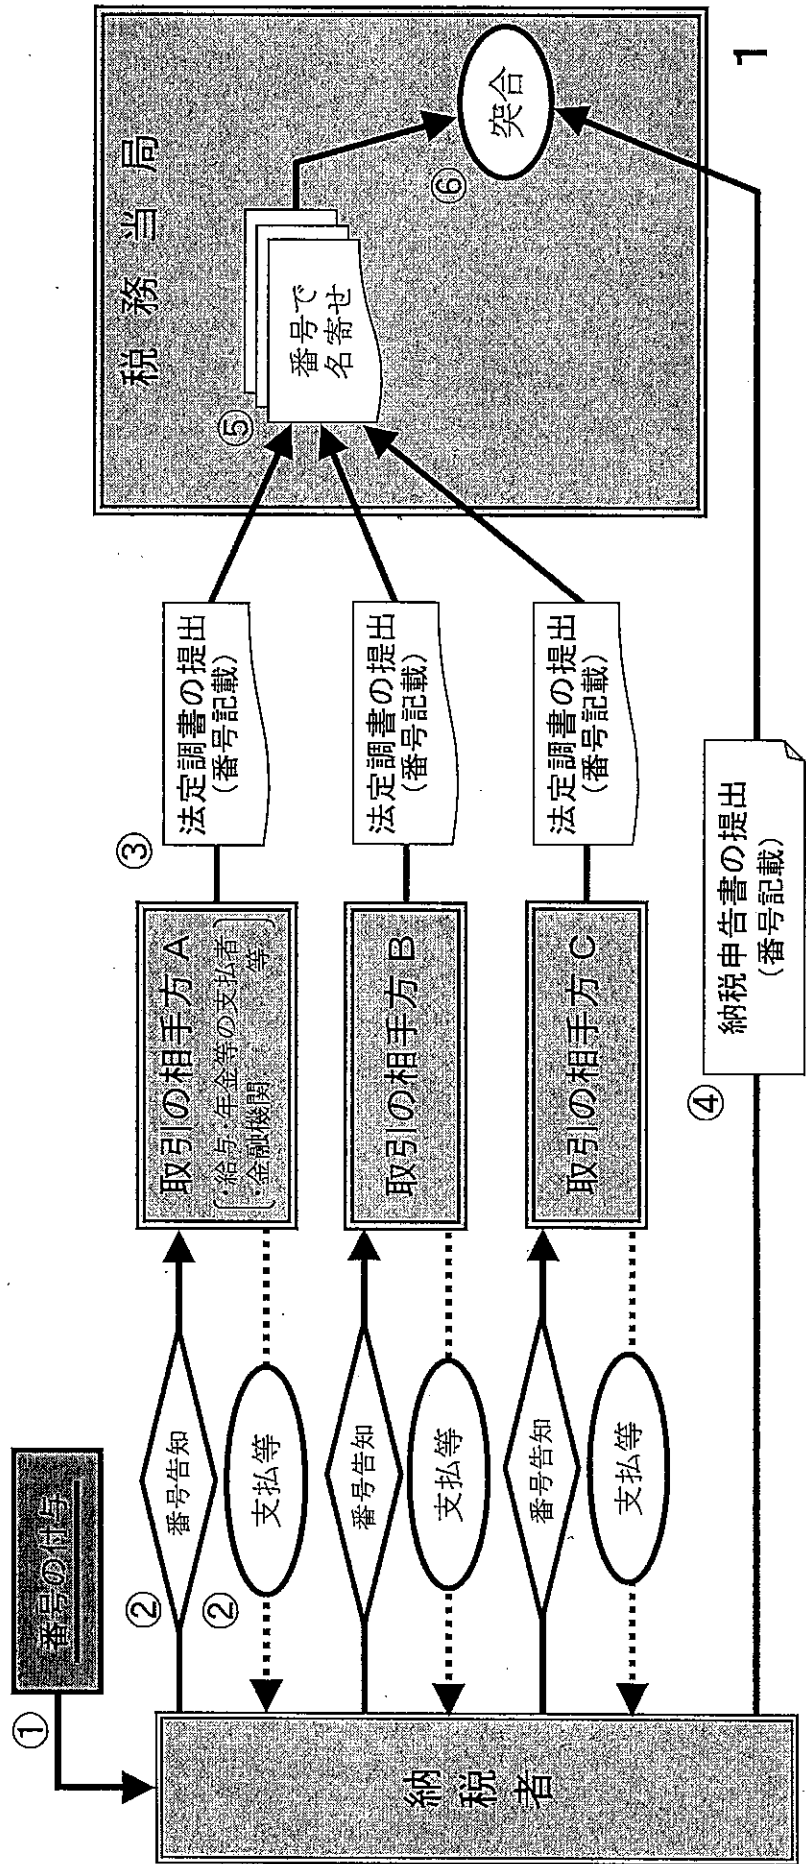 ①
番号の付与
納税者
②
番号告知
②
支払等
番号告知
支払等
番号告知
支払等
取引の相手方 A
・給与・年金等の支払者
・金融機関 等
取引の相手方 B
取引の相手方 C
③
法定調書の提出
(番号記載)
法定調書の提出
(番号記載)
法定調書の提出
(番号記載)
④
納税申告書の提出
(番号記載)
税務当局
⑤
番号で
名寄せ
⑥
突合
1